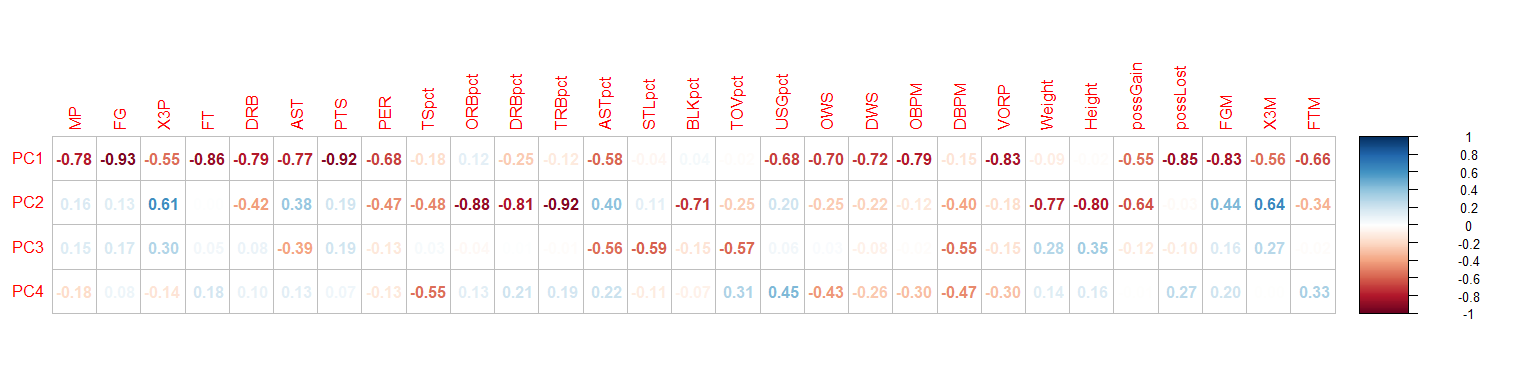 MP FG X3P FT DRB AST PTS PER TSpct ORBpct DRBpct TRBpct ASTpct STLpct BLKpct TOVpct USGpct OWS DWS OBPM DBPM VORP Weight Height possGain possLost FGM X3M FTM
PC1 -0.78 -0.93 -0.55 -0.86 -0.79 -0.77 -0.92 -0.68 -0.18 0.12 -0.25 -0.12 -0.58 -0.04 0.04 -0.68 -0.70 -0.72 -0.79 -0.15 -0.83 -0.09 -0.55 -0.85 -0.83 -0.56 -0.66
PC2 0.16 0.13 0.61 -0.42 0.38 0.19 -0.47 -0.48 -0.88 -0.81 -0.92 0.40 0.11 -0.71 -0.25 0.20 -0.25 -0.22 -0.12 -0.40 -0.18 -0.77 -0.80 -0.64 -0.03 0.44 0.64 -0.34
PC3 0.15 0.17 0.30 0.05 0.08 -0.39 0.19 -0.13 0.03 -0.04 -0.56 -0.59 -0.15 -0.57 0.06 0.03 -0.08 -0.55 -0.15 0.28 0.35 -0.12 -0.10 0.16 0.27
PC4 -0.18 0.08 -0.14 0.18 0.10 0.13 0.07 -0.13 -0.55 0.13 0.21 0.19 0.22 -0.11 -0.07 0.31 0.45 -0.43 -0.26 -0.30 -0.47 -0.30 0.14 0.16 0.27 0.20 0.33
1
0.8
0.6
0.4
0.2
0
-0.2
-0.4
-0.6
-0.8
-1